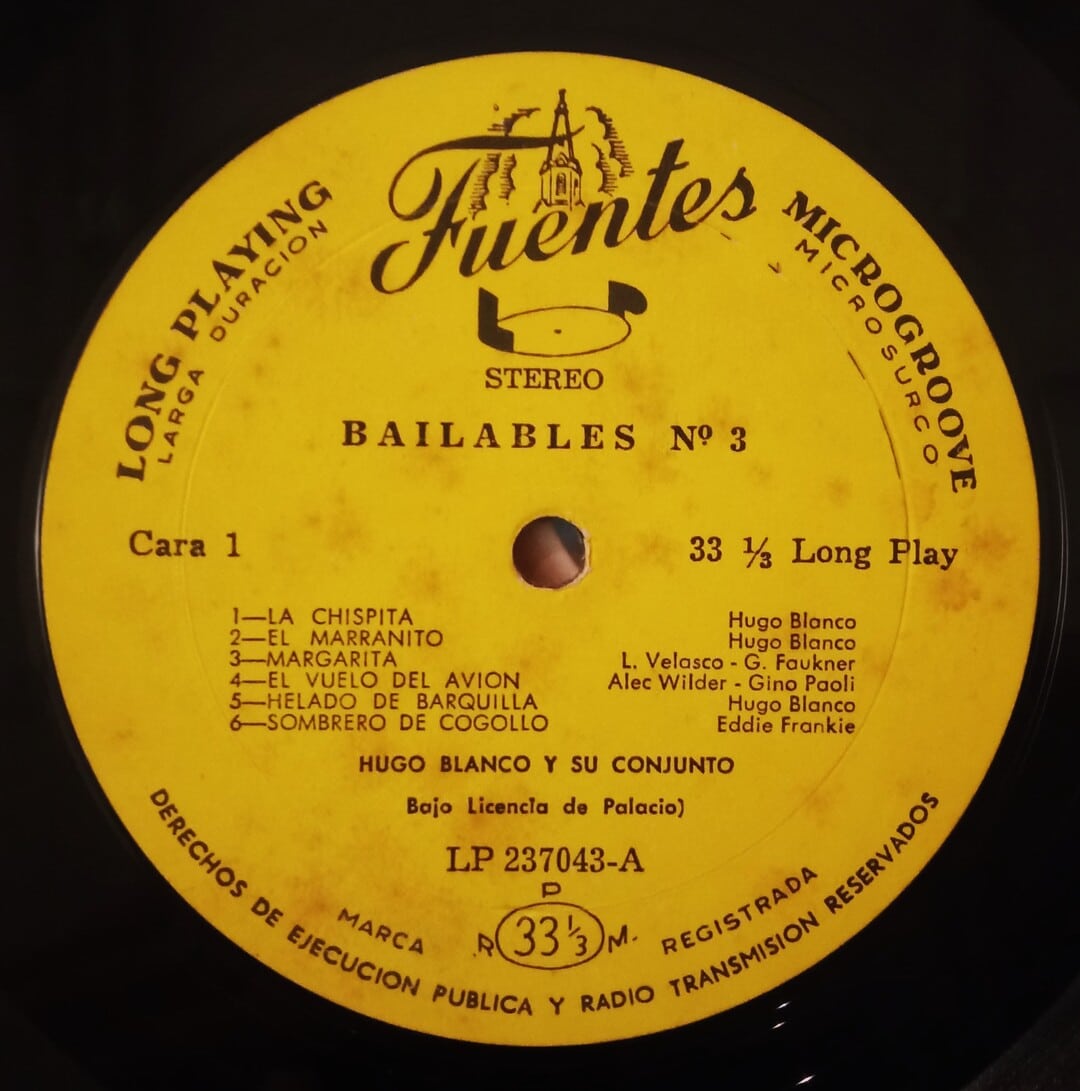 Fuentes
LONG PLAYING
LARGA DURACION
MICROGROOVE
MICROSURCO
LP
STEREO
BAILABLES Nº 3
Cara 1
33 ⅓ Long Play
1—LA CHISPITA Hugo Blanco
2—EL MARRANITO Hugo Blanco
3—MARGARITA L. Velasco - G. Faukner
4—EL VUELO DEL AVION Alec Wilder - Gino Paoli
5—HELADO DE BARQUILLA Hugo Blanco
6—SOMBRERO DE COGOLLO Eddie Frankie
HUGO BLANCO Y SU CONJUNTO
Bajo Licencia de Palacio)
LP 237043-A
R P M.
33 ⅓
MARCA REGISTRADA
DERECHOS DE EJECUCION PUBLICA Y RADIO TRANSMISION RESERVADOS